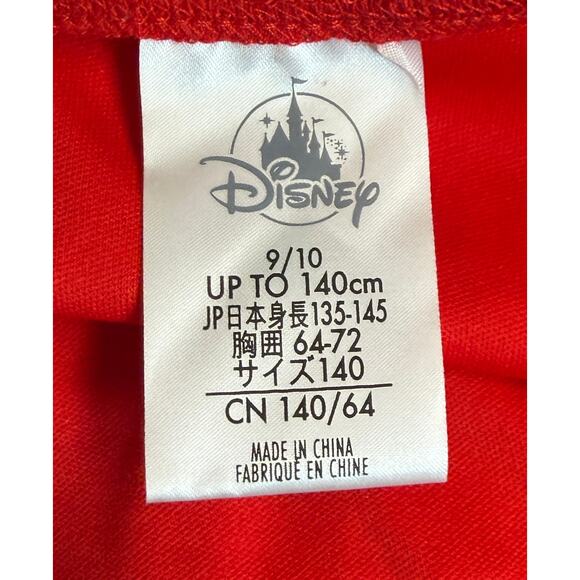 Disney
9/10
UP TO 140cm
JP日本身長135-145
胸囲 64-72
サイズ140
CN 140/64
MADE IN CHINA
FABRIQUÉ EN CHINE